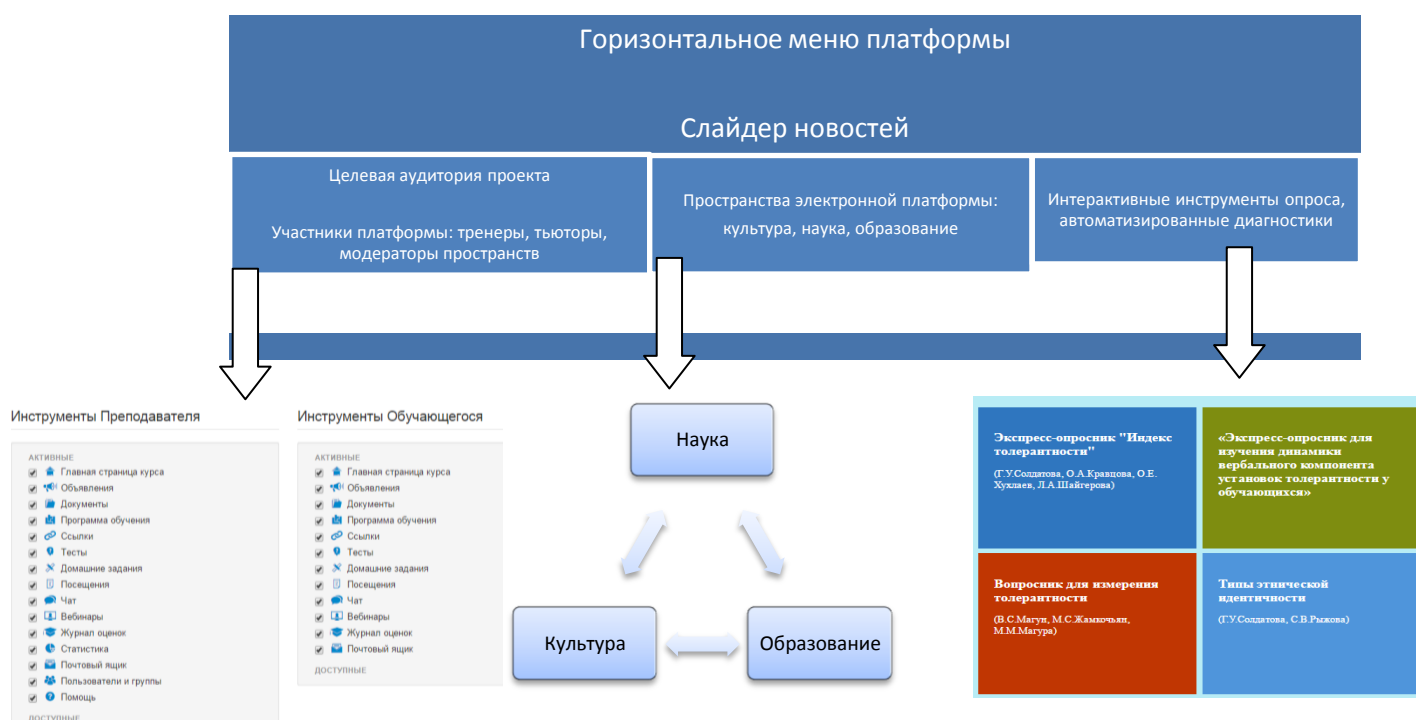 Горизонтальное меню платформы
Слайдер новостей
Целевая аудитория проекта
Участники платформы: тренеры, тьюторы,
модераторы пространств
Пространства электронной платформы:
культура, наука, образование
Интерактивные инструменты опроса,
автоматизированные диагностики
Инструменты Преподавателя
АКТИВНЫЕ
Главная страница курса
Объявления
Документы
Программа обучения
Ссылки
Тесты
Домашние задания
Посещения
Чат
Вебинары
Журнал оценок
Статистика
Почтовый ящик
Пользователи и группы
Помощь
ДОСТУПНЫЕ
Инструменты Обучающегося
АКТИВНЫЕ
Главная страница курса
Объявления
Документы
Программа обучения
Ссылки
Тесты
Домашние задания
Посещения
Чат
Вебинары
Журнал оценок
Почтовый ящик
ДОСТУПНЫЕ
Наука
Культура
Образование
Экспресс-опросник "Индекс
толерантности"
(Г.У.Солдатова, О.А.Кравцова, О.Е.
Хухлаев, Л.А.Шайгерова)
«Экспресс-опросник для
изучения динамики
вербального компонента
установок толерантности у
обучающихся»
Вопросник для измерения
толерантности
(В.С.Магун, М.С.Жамкочьян,
М.М.Магура)
Типы этнической
идентичности
(Г.У.Солдатова, С.В.Рыжова)